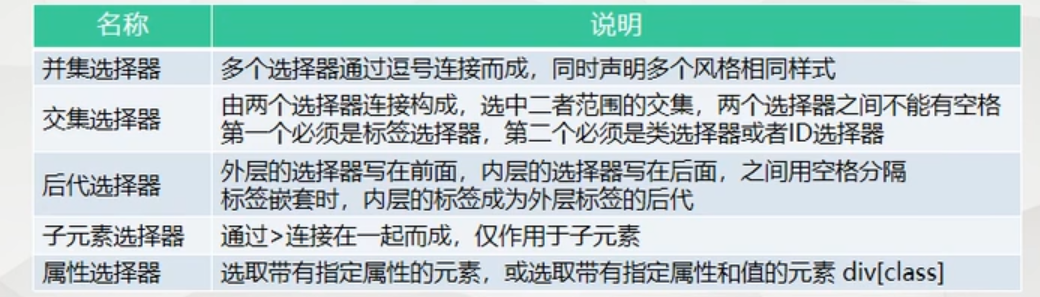 名称 说明
并集选择器 多个选择器通过逗号连接而成，同时声明多个风格相同样式
交集选择器 由两个选择器连接构成，选中二者范围的交集，两个选择器之间不能有空格
第一个必须是标签选择器，第二个必须是类选择器或者ID选择器
后代选择器 外层的选择器写在前面，内层的选择器写在后面，之间用空格分隔
标签嵌套时，内层的标签成为外层标签的后代
子元素选择器 通过>连接在一起而成，仅作用于子元素
属性选择器 选取带有指定属性的元素，或选取带有指定属性和值的元素 div[class]